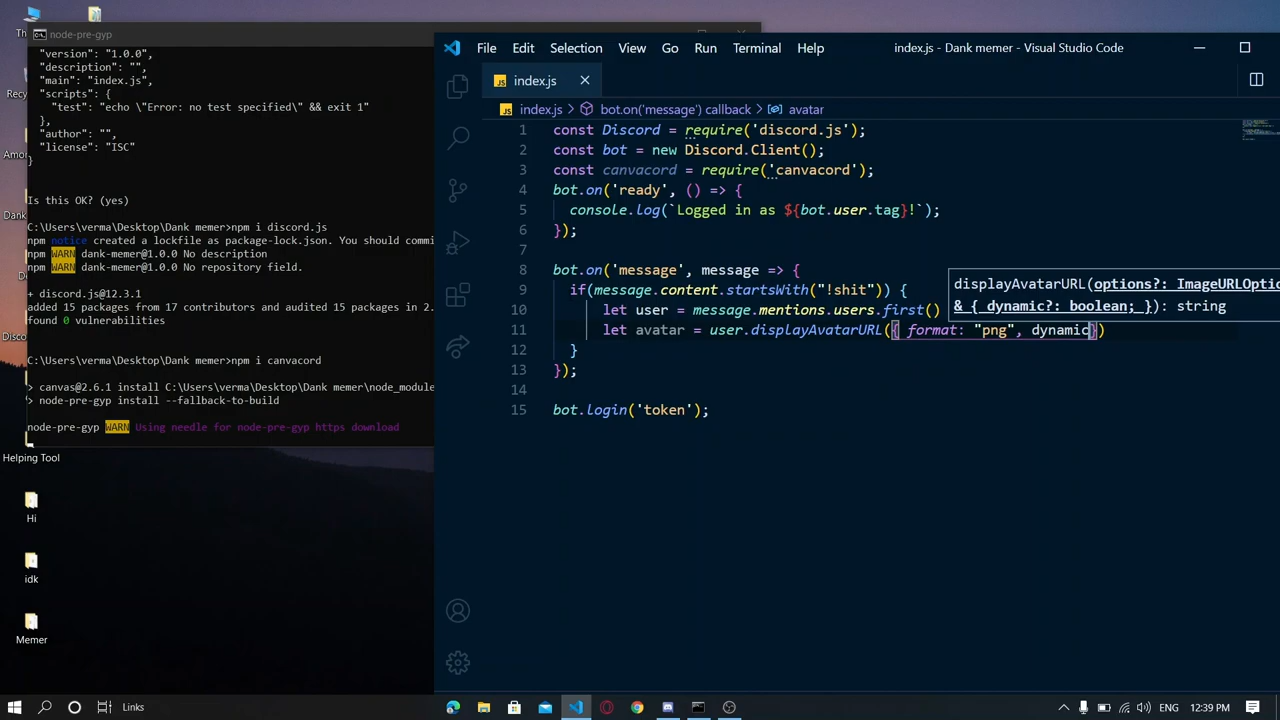 node-pre-gyp
"version": "1.0.0",
"description": "",
"main": "index.js",
"scripts": {
"test": "echo \"Error: no test specified\" && exit 1"
},
"author": "",
"license": "ISC"
}
Is this OK? (yes)
C:\Users\verma\Desktop\Dank memer>npm i discord.js
npm notice created a lockfile as package-lock.json. You should commi
npm WARN dank-memer@1.0.0 No description
npm WARN dank-memer@1.0.0 No repository field.
+ discord.js@12.3.1
added 15 packages from 17 contributors and audited 15 packages in 2.
found 0 vulnerabilities
C:\Users\verma\Desktop\Dank memer>npm i canvacord
> canvas@2.6.1 install C:\Users\verma\Desktop\Dank memer\node_module
> node-pre-gyp install --fallback-to-build
node-pre-gyp WARN Using needle for node-pre-gyp https download
Helping Tool
Hi
idk
Memer
File Edit Selection View Go Run Terminal Help
index.js - Dank memer - Visual Studio Code
JS index.js
JS index.js > bot.on('message') callback > avatar
1 const Discord = require('discord.js');
2 const bot = new Discord.Client();
3 const canvacord = require('canvacord');
4 bot.on('ready', () => {
5 console.log(`Logged in as ${bot.user.tag}!`);
6 });
7
8 bot.on('message', message => {
9 if(message.content.startsWith("!shit")) {
10 let user = message.mentions.users.first()
11 let avatar = user.displayAvatarURL({ format: "png", dynamic})
12 }
13 });
14
15 bot.login('token');
displayAvatarURL(options?: ImageURLOptio
& { dynamic?: boolean; }): string
Links
ENG 12:39 PM